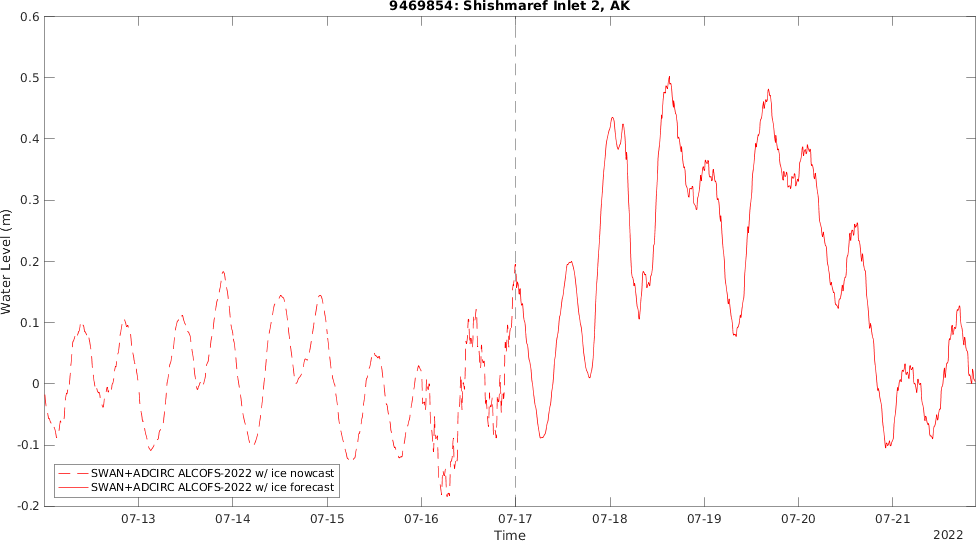 9469854: Shishmaref Inlet 2, AK
0.6
0.5
0.4
0.3
0.2
0.1
0
-0.1
-0.2
Water Level (m)
SWAN+ADCIRC ALCOFS-2022 w/ ice nowcast
SWAN+ADCIRC ALCOFS-2022 w/ ice forecast
07-13 07-14 07-15 07-16 07-17 07-18 07-19 07-20 07-21
Time
2022